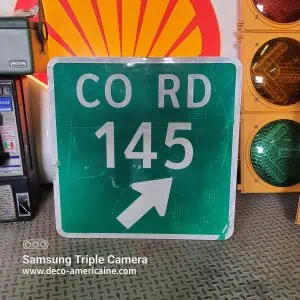 CO RD
145
Samsung Triple Camera
www.deco-americaine.com